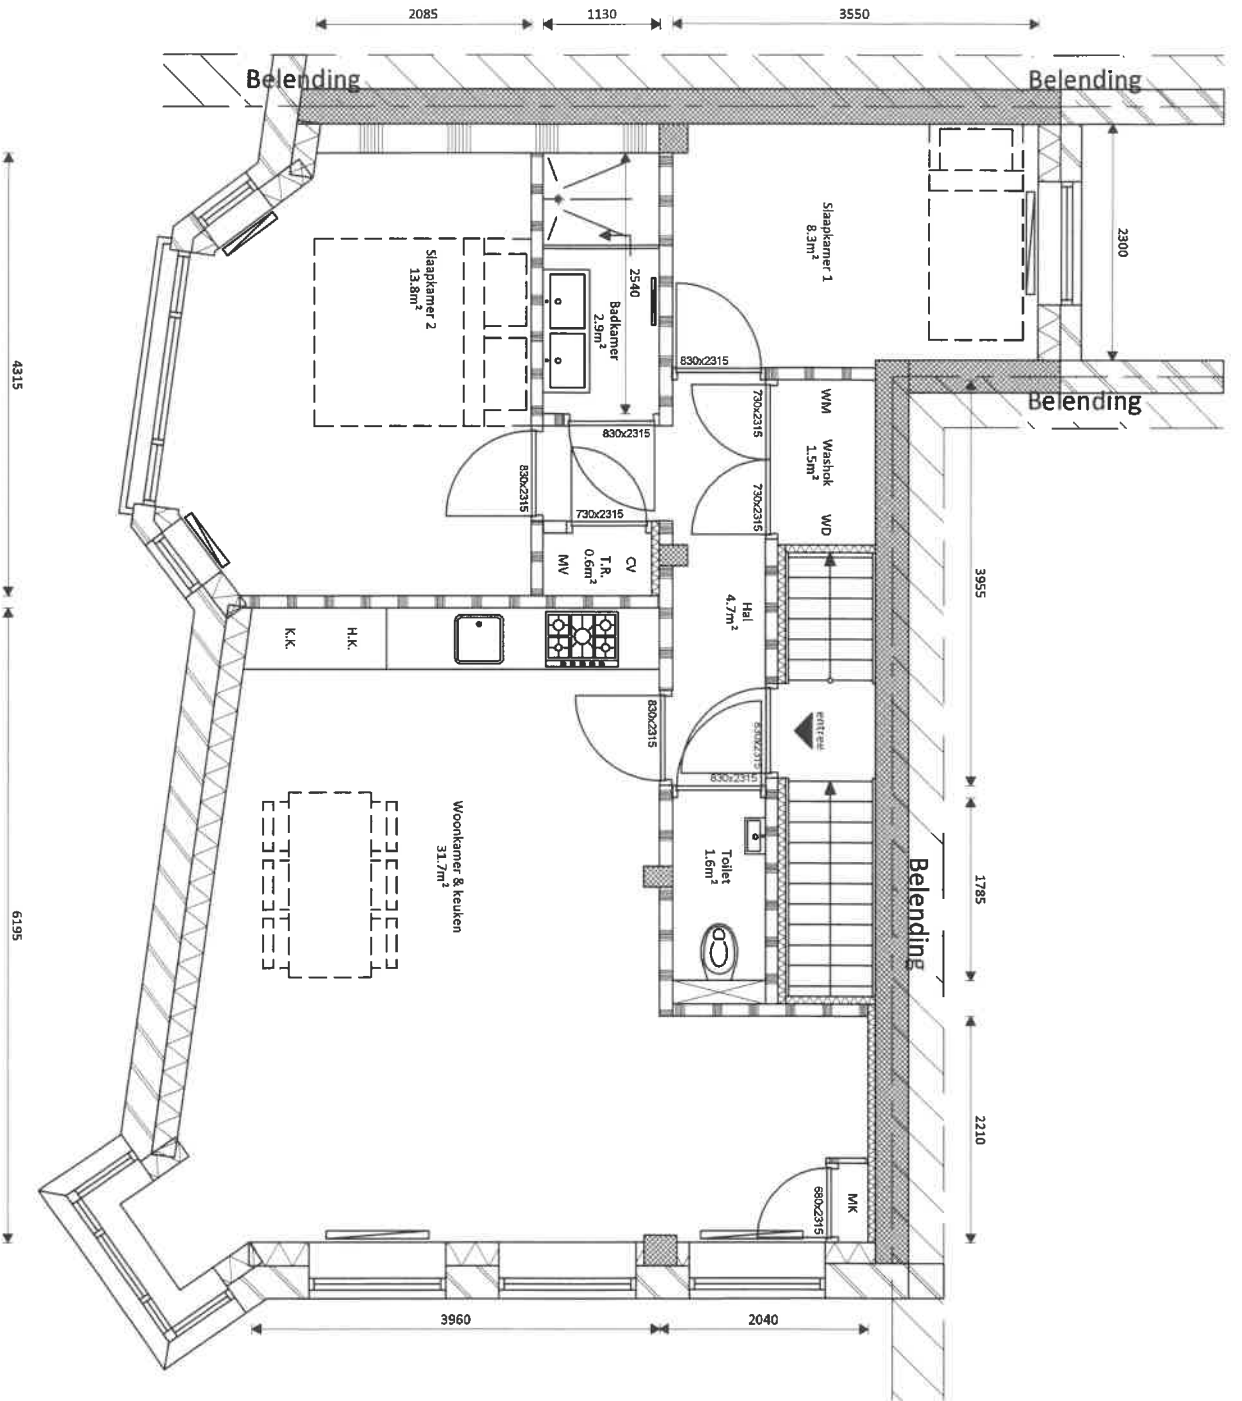 2085
1130
3550
Belending
Belending
2300
Slaapkamer 1
8.3m²
2540
Badkamer
2.9m²
Slaapkamer 2
13.8m²
4315
830x2315
Belending
WM
Washok
1.5m²
WD
730x2315
730x2315
830x2315
830x2315
730x2315
CV
T.R.
0.6m²
MV
3955
Hal
4.7m²
K.K.
H.K.
830x2315
entree
830x2315
830x2315
Toilet
1.6m²
Woonkamer & keuken
31.7m²
1785
Belending
6195
2210
MK
680x2315
3960
2040